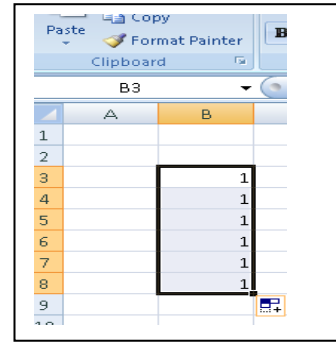 Copy
Paste
Format Painter
B
Clipboard
B3
A B
1
2
3 1
4 1
5 1
6 1
7 1
8 1
9